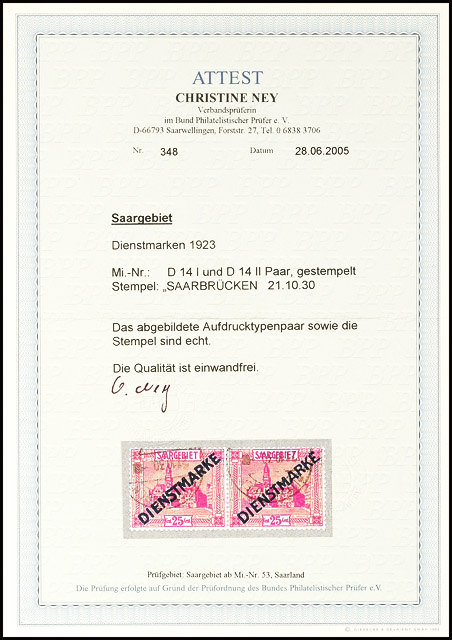 ATTEST
CHRISTINE NEY
Verbandsprüferin
im Bund Philatelistischer Prüfer e. V.
D-66793 Saarwellingen, Forststr. 27, Tel. 0 6838 3706
Nr. 348 Datum 28.06.2005
Saargebiet
Dienstmarken 1923
Mi.-Nr.: D 14 I und D 14 II Paar, gestempelt
Stempel: „SAARBRÜCKEN 21.10.30
Das abgebildete Aufdrucktypenpaar sowie die
Stempel sind echt.
Die Qualität ist einwandfrei.
C. Ney
SAARGEBIET SAARGEBIET
DIENSTMARKE DIENSTMARKE
25 25
Prüfgebiet: Saargebiet ab Mi.-Nr. 53, Saarland
Die Prüfung erfolgte auf Grund der Prüfordnung des Bundes Philatelistischer Prüfer e.V.